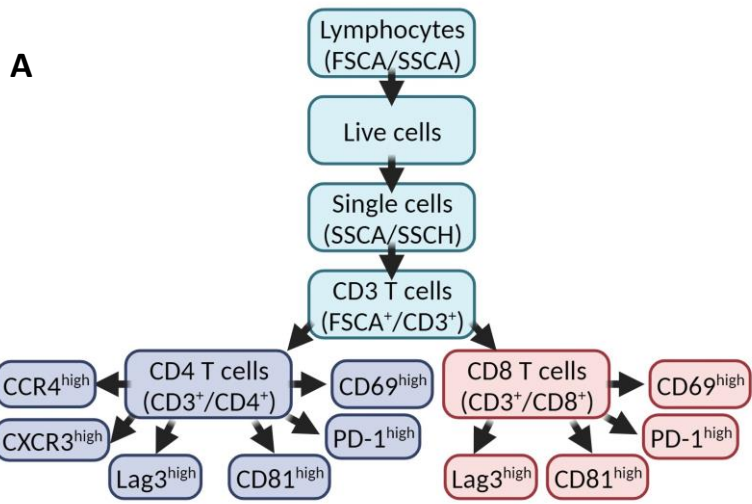 A
Lymphocytes
(FSCA/SSCA)
Live cells
Single cells
(SSCA/SSCH)
CD3 T cells
(FSCA⁺/CD3⁺)
CD4 T cells
(CD3⁺/CD4⁺)
CD8 T cells
(CD3⁺/CD8⁺)
CCR4ʰⁱᵍʰ
CXCR3ʰⁱᵍʰ
Lag3ʰⁱᵍʰ
CD81ʰⁱᵍʰ
PD-1ʰⁱᵍʰ
CD69ʰⁱᵍʰ
Lag3ʰⁱᵍʰ
CD81ʰⁱᵍʰ
PD-1ʰⁱᵍʰ
CD69ʰⁱᵍʰ